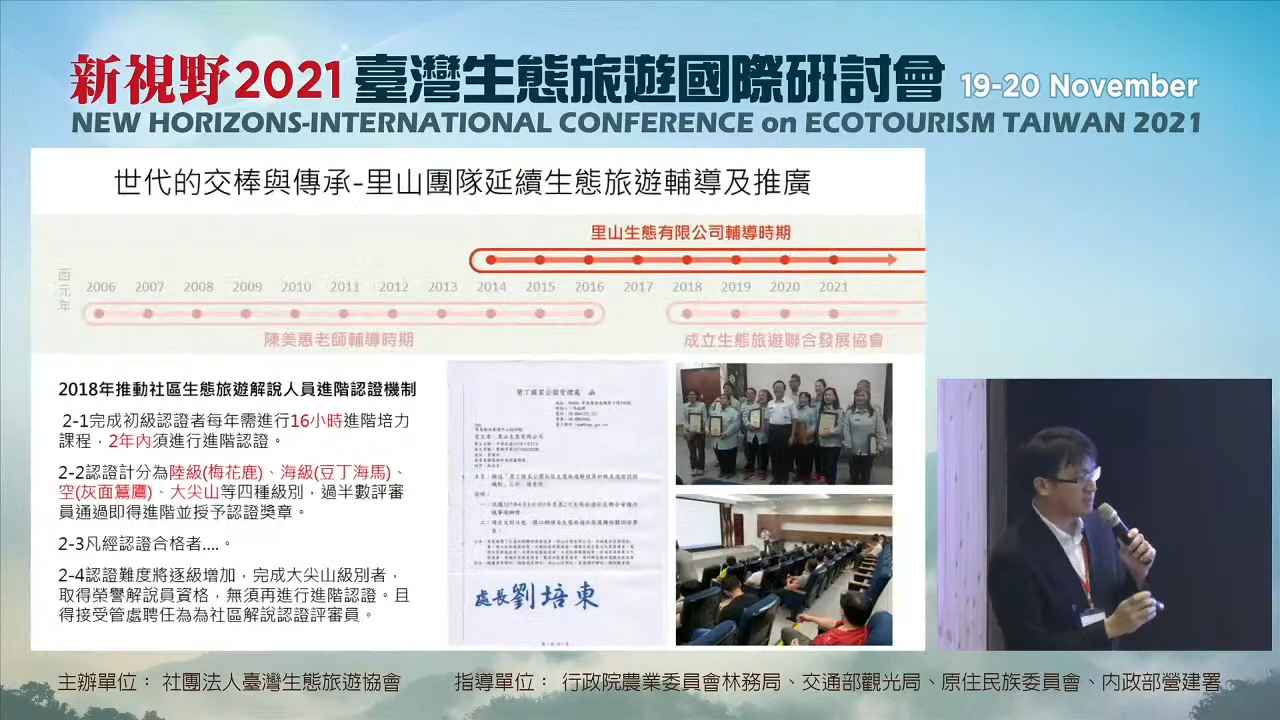 新視野2021臺灣生態旅遊國際研討會 19-20 November
NEW HORIZONS-INTERNATIONAL CONFERENCE on ECOTOURISM TAIWAN 2021
世代的交棒與傳承-里山團隊延續生態旅遊輔導及推廣
里山生態有限公司輔導時期
西元年
2006 2007 2008 2009 2010 2011 2012 2013 2014 2015 2016 2017 2018 2019 2020 2021
陳美惠老師輔導時期
成立生態旅遊聯合發展協會
2018年推動社區生態旅遊解說人員進階認證機制
2-1完成初級認證者每年需進行16小時進階培力
課程，2年內須進行進階認證。
2-2認證計分為陸級(梅花鹿)、海級(豆丁海馬)、
空(灰面鵟鷹)、大尖山等四種級別，過半數評審
員通過即得進階並授予認證獎章。
2-3凡經認證合格者....。
2-4認證難度將逐級增加，完成大尖山級別者，
取得榮譽解說員資格，無須再進行進階認證。且
得接受管處聘任為為社區解說認證評審員。
墾丁國家公園管理處 函
處長劉培東
主辦單位： 社團法人臺灣生態旅遊協會
指導單位： 行政院農業委員會林務局、交通部觀光局、原住民族委員會、內政部營建署